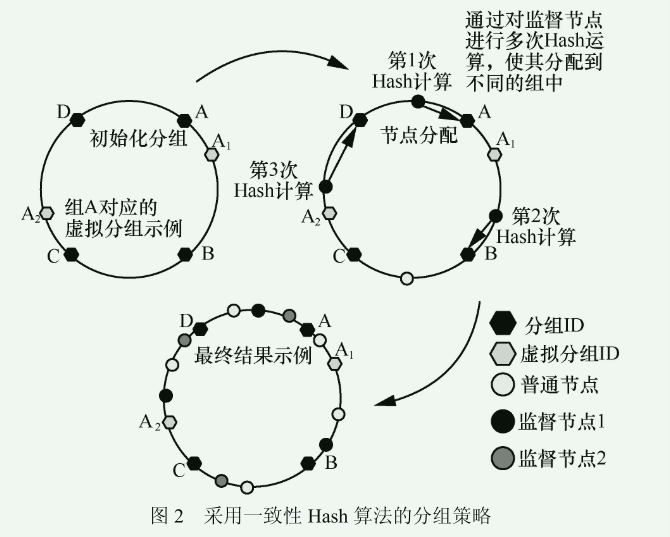 通过对监督节点
进行多次Hash运
算，使其分配到
不同的组中
第1次
Hash计算
D
A
初始化分组
A1
A2
组A对应的
虚拟分组示例
C
B
D
A
节点分配
A1
第3次
Hash计算
A2
第2次
Hash计算
C
B
D
A
最终结果示例
A1
A2
C
B
分组ID
虚拟分组ID
普通节点
监督节点1
监督节点2
图 2 采用一致性 Hash 算法的分组策略